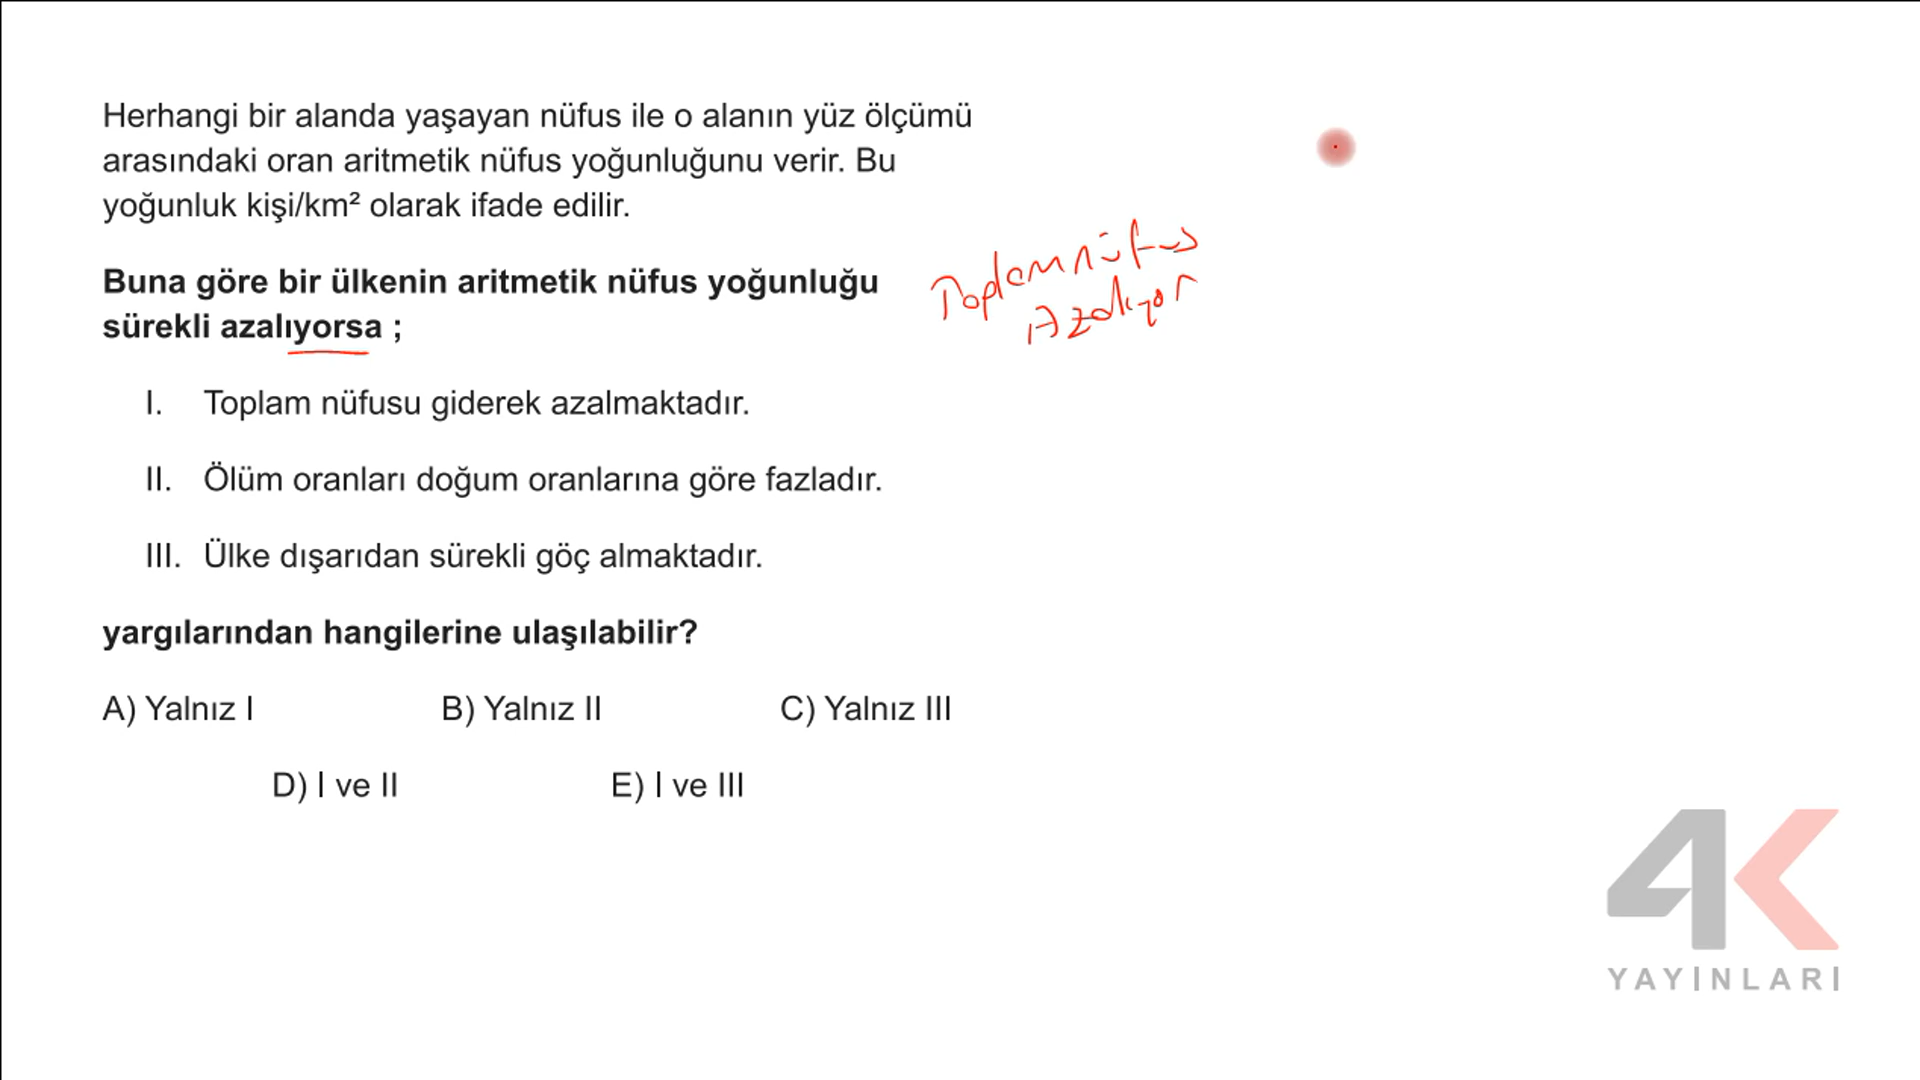 Herhangi bir alanda yaşayan nüfus ile o alanın yüz ölçümü
arasındaki oran aritmetik nüfus yoğunluğunu verir. Bu
yoğunluk kişi/km² olarak ifade edilir.
Buna göre bir ülkenin aritmetik nüfus yoğunluğu
sürekli azalıyorsa ;
Toplam nüfus
Azalıyor
I. Toplam nüfusu giderek azalmaktadır.
II. Ölüm oranları doğum oranlarına göre fazladır.
III. Ülke dışarıdan sürekli göç almaktadır.
yargılarından hangilerine ulaşılabilir?
A) Yalnız I B) Yalnız II C) Yalnız III
D) I ve II E) I ve III
4K
YAYINLARI